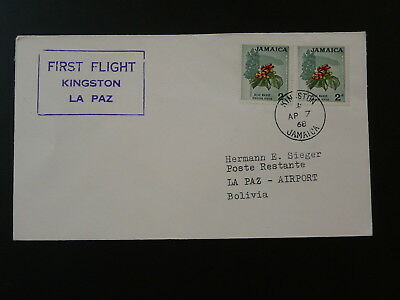 FIRST FLIGHT
KINGSTON
LA PAZ
JAMAICA
JAMAICA
2d
KINGSTON
AP 7
68
JAMAICA
Hermann E. Sieger
Poste Restante
LA PAZ - AIRPORT
Bolivia